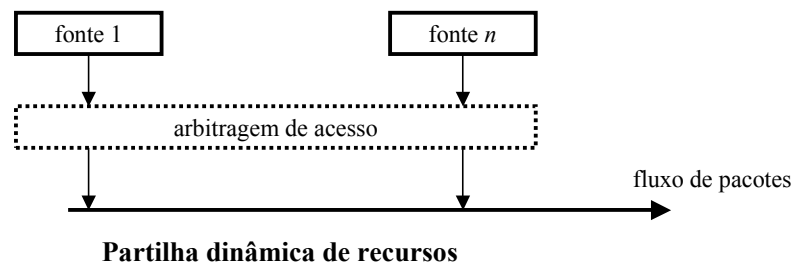 fonte 1
fonte n
arbitragem de acesso
fluxo de pacotes
Partilha dinâmica de recursos